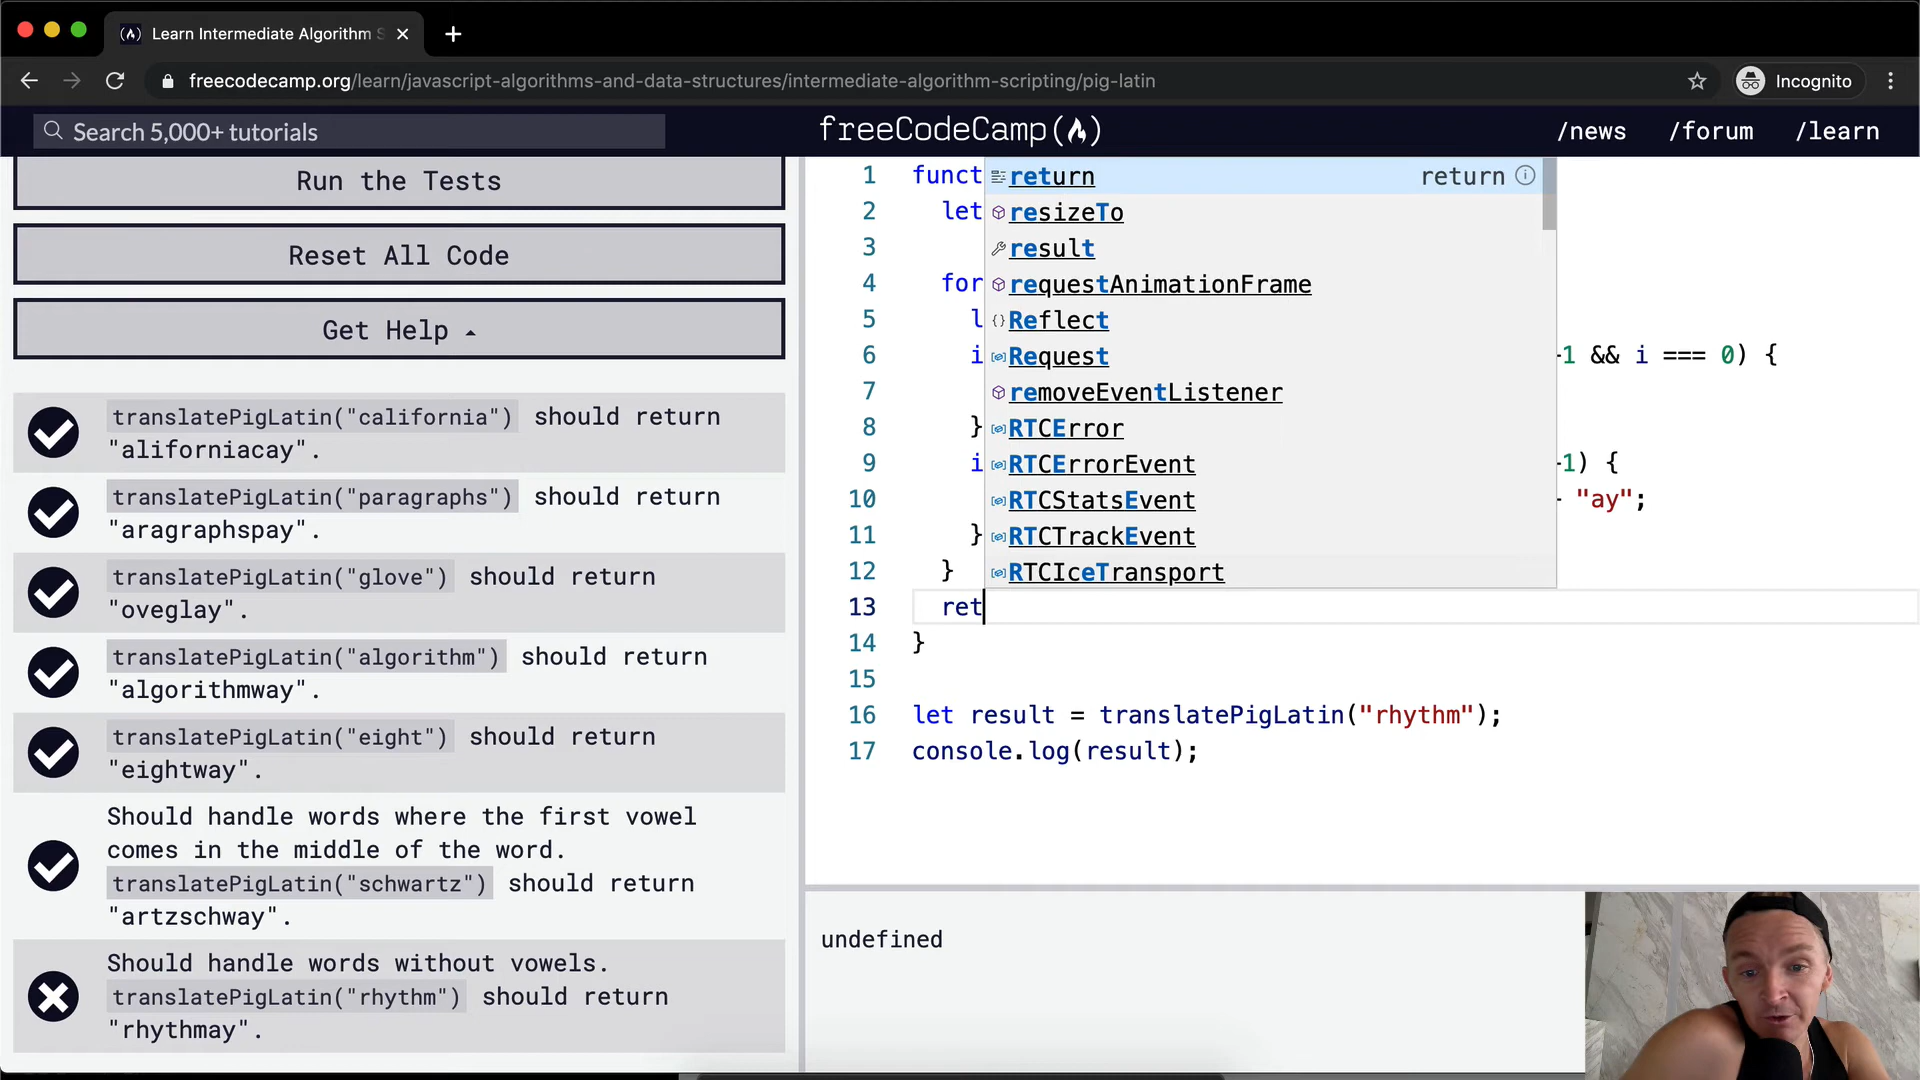 Learn Intermediate Algorithm S
freecodecamp.org/learn/javascript-algorithms-and-data-structures/intermediate-algorithm-scripting/pig-latin
Incognito
Search 5,000+ tutorials
freeCodeCamp
/news
/forum
/learn
Run the Tests
Reset All Code
Get Help
translatePigLatin("california") should return
"aliforniacay".
translatePigLatin("paragraphs") should return
"aragraphspay".
translatePigLatin("glove") should return
"oveglay".
translatePigLatin("algorithm") should return
"algorithmway".
translatePigLatin("eight") should return
"eightway".
Should handle words where the first vowel
comes in the middle of the word.
translatePigLatin("schwartz") should return
"artzschway".
Should handle words without vowels.
translatePigLatin("rhythm") should return
"rhythmay".
1 funct
2 let
3
4 for
5 l
6 i 1 && i === 0) {
7
8 }
9 i 1) {
10 "ay";
11 }
12 }
13 ret
14 }
15
16 let result = translatePigLatin("rhythm");
17 console.log(result);
return return
resizeTo
result
requestAnimationFrame
Reflect
Request
removeEventListener
RTCError
RTCErrorEvent
RTCStatsEvent
RTCTrackEvent
RTCIceTransport
undefined